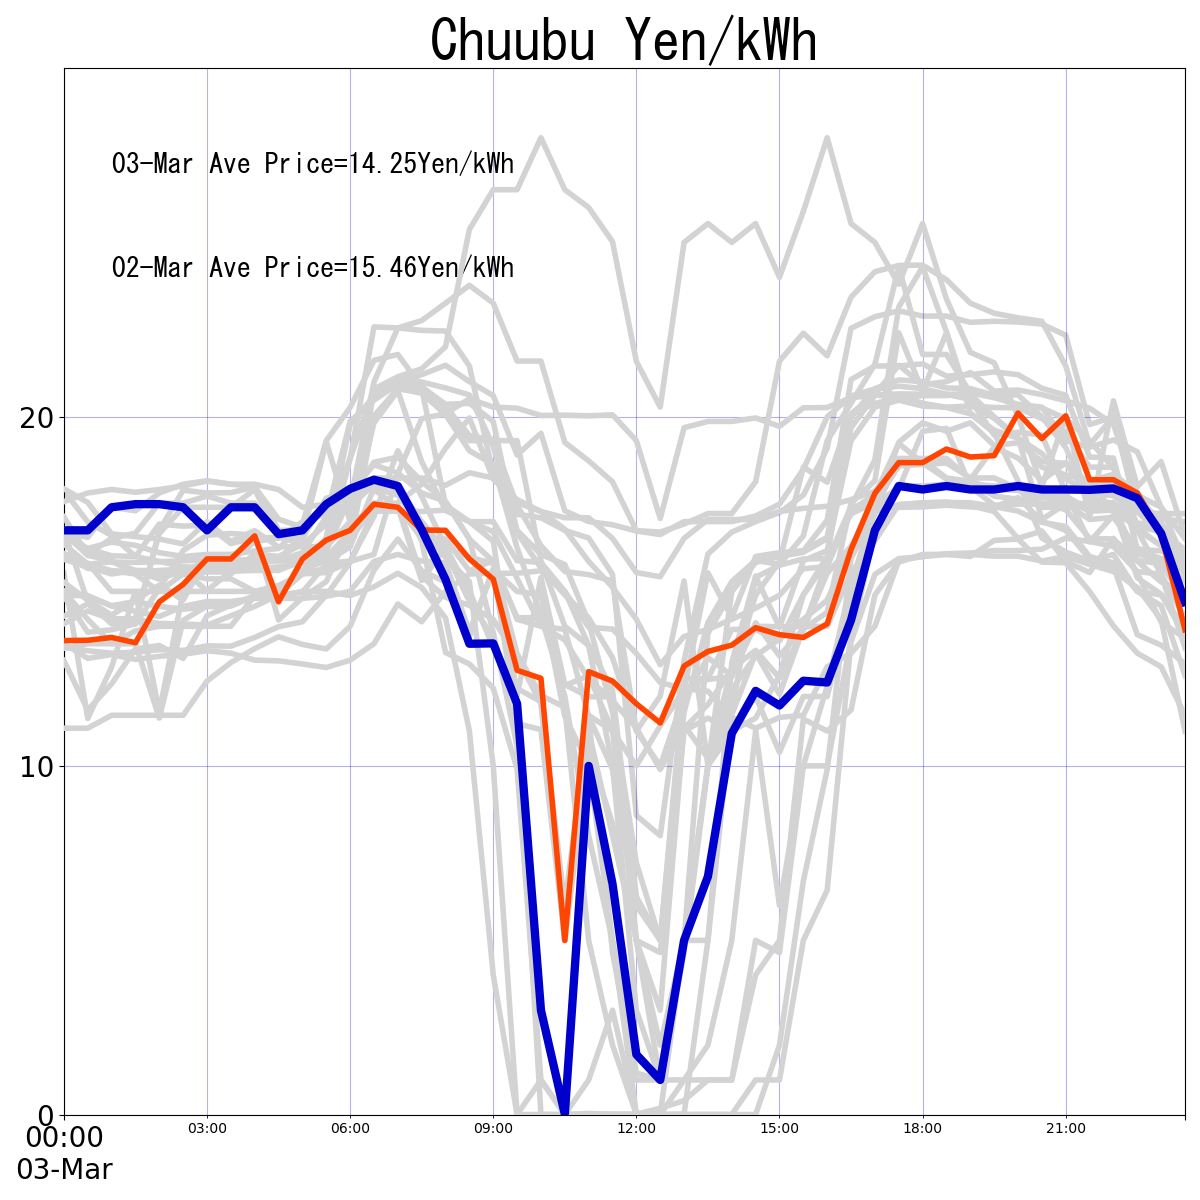 Chuubu Yen/kWh
03-Mar Ave Price=14.25Yen/kWh
02-Mar Ave Price=15.46Yen/kWh
20
10
0
00:00 03:00 06:00 09:00 12:00 15:00 18:00 21:00
03-Mar